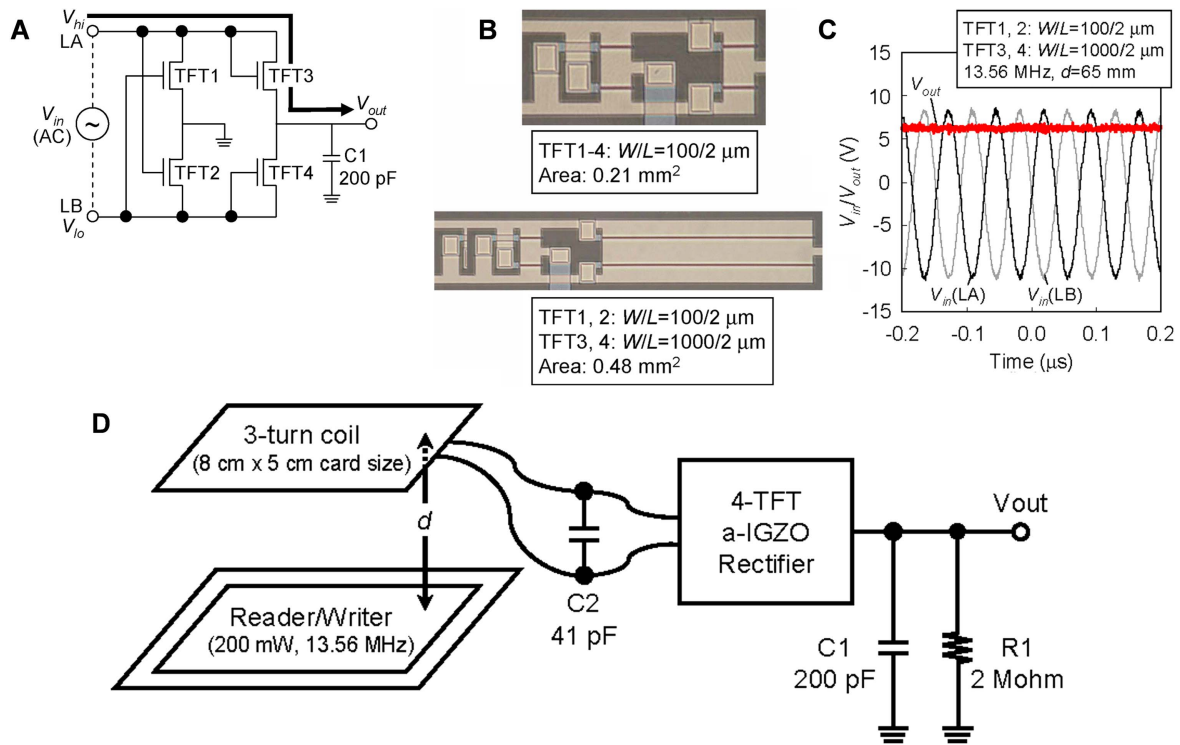 A
V_hi
LA
TFT1
TFT3
V_out
V_in
(AC)
~
C1
200 pF
TFT2
TFT4
LB
V_lo
B
TFT1-4: W/L=100/2 μm
Area: 0.21 mm²
TFT1, 2: W/L=100/2 μm
TFT3, 4: W/L=1000/2 μm
Area: 0.48 mm²
C
TFT1, 2: W/L=100/2 μm
TFT3, 4: W/L=1000/2 μm
13.56 MHz, d=65 mm
V_out
V_in/V_out (V)
15
10
5
0
-5
-10
-15
V_in(LA)
V_in(LB)
-0.2
-0.1
0.0
0.1
0.2
Time (μs)
D
3-turn coil
(8 cm x 5 cm card size)
d
Reader/Writer
(200 mW, 13.56 MHz)
C2
41 pF
4-TFT
a-IGZO
Rectifier
Vout
C1
200 pF
R1
2 Mohm